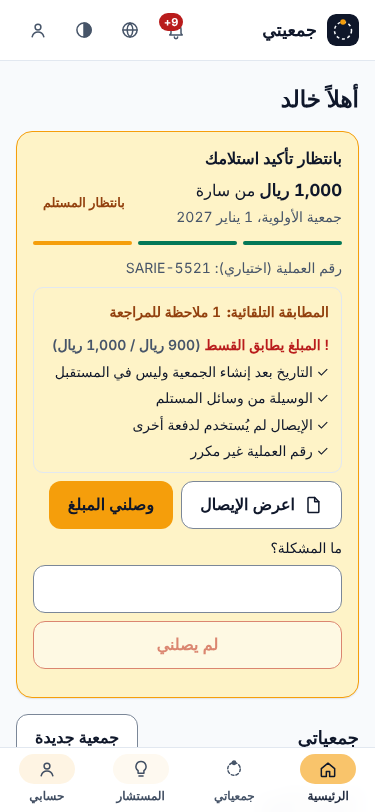 جمعيتي
+9
أهلاً خالد
بانتظار تأكيد استلامك
1,000 ريال من سارة
بانتظار المستلم
جمعية الأولوية، 1 يناير 2027
رقم العملية (اختياري): SARIE-5521
المطابقة التلقائية: 1 ملاحظة للمراجعة
! المبلغ يطابق القسط (900 ريال / 1,000 ريال)
✓ التاريخ بعد إنشاء الجمعية وليس في المستقبل
✓ الوسيلة من وسائل المستلم
✓ الإيصال لم يُستخدم لدفعة أخرى
✓ رقم العملية غير مكرر
اعرض الإيصال
وصلني المبلغ
ما المشكلة؟
لم يصلني
جمعياتي
جمعية جديدة
الرئيسية
جمعياتي
المستشار
حسابي